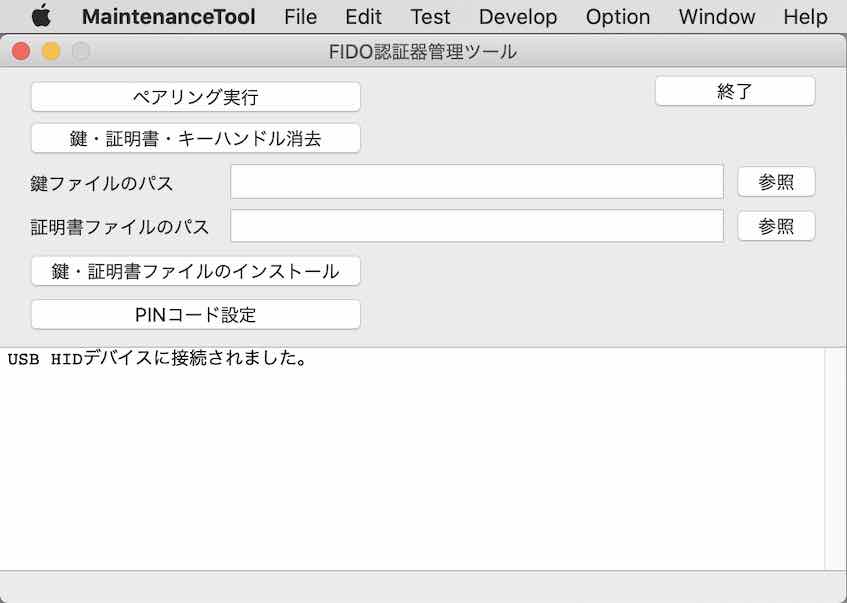 MaintenanceTool File Edit Test Develop Option Window Help
FIDO認証器管理ツール
ペアリング実行 終了
鍵・証明書・キーハンドル消去
鍵ファイルのパス 参照
証明書ファイルのパス 参照
鍵・証明書ファイルのインストール
PINコード設定
USB HIDデバイスに接続されました。